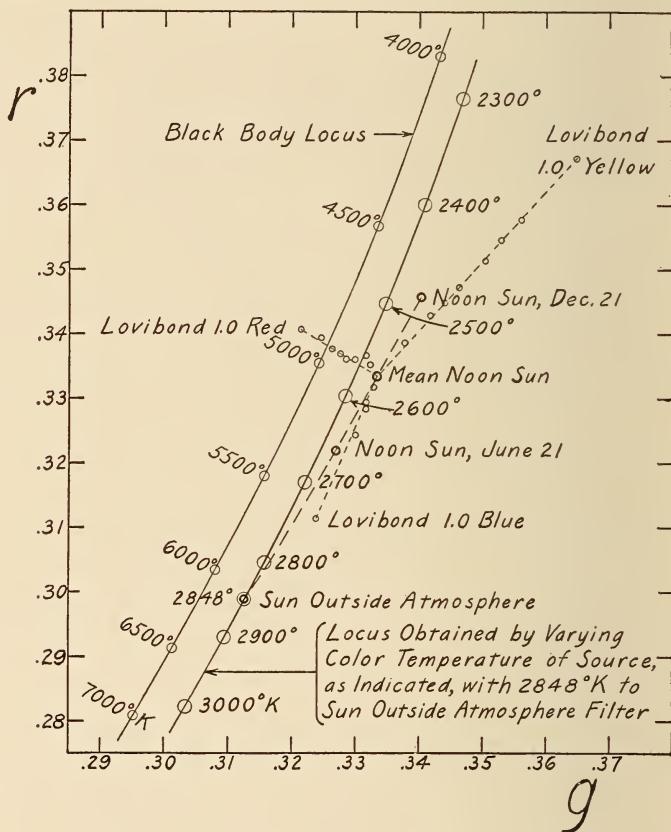 r
.38
.37
.36
.35
.34
.33
.32
.31
.30
.29
.28
4000°
2300°
Black Body Locus
Lovibond
1.0 Yellow
4500°
2400°
Noon Sun, Dec. 21
2500°
Lovibond 1.0 Red
5000°
Mean Noon Sun
2600°
Noon Sun, June 21
5500°
2700°
Lovibond 1.0 Blue
6000°
2800°
2848°
Sun Outside Atmosphere
6500°
2900°
Locus Obtained by Varying
Color Temperature of Source,
as Indicated, with 2848°K to
Sun Outside Atmosphere Filter
7000°K
3000°K
.29
.30
.31
.32
.33
.34
.35
.36
.37
g